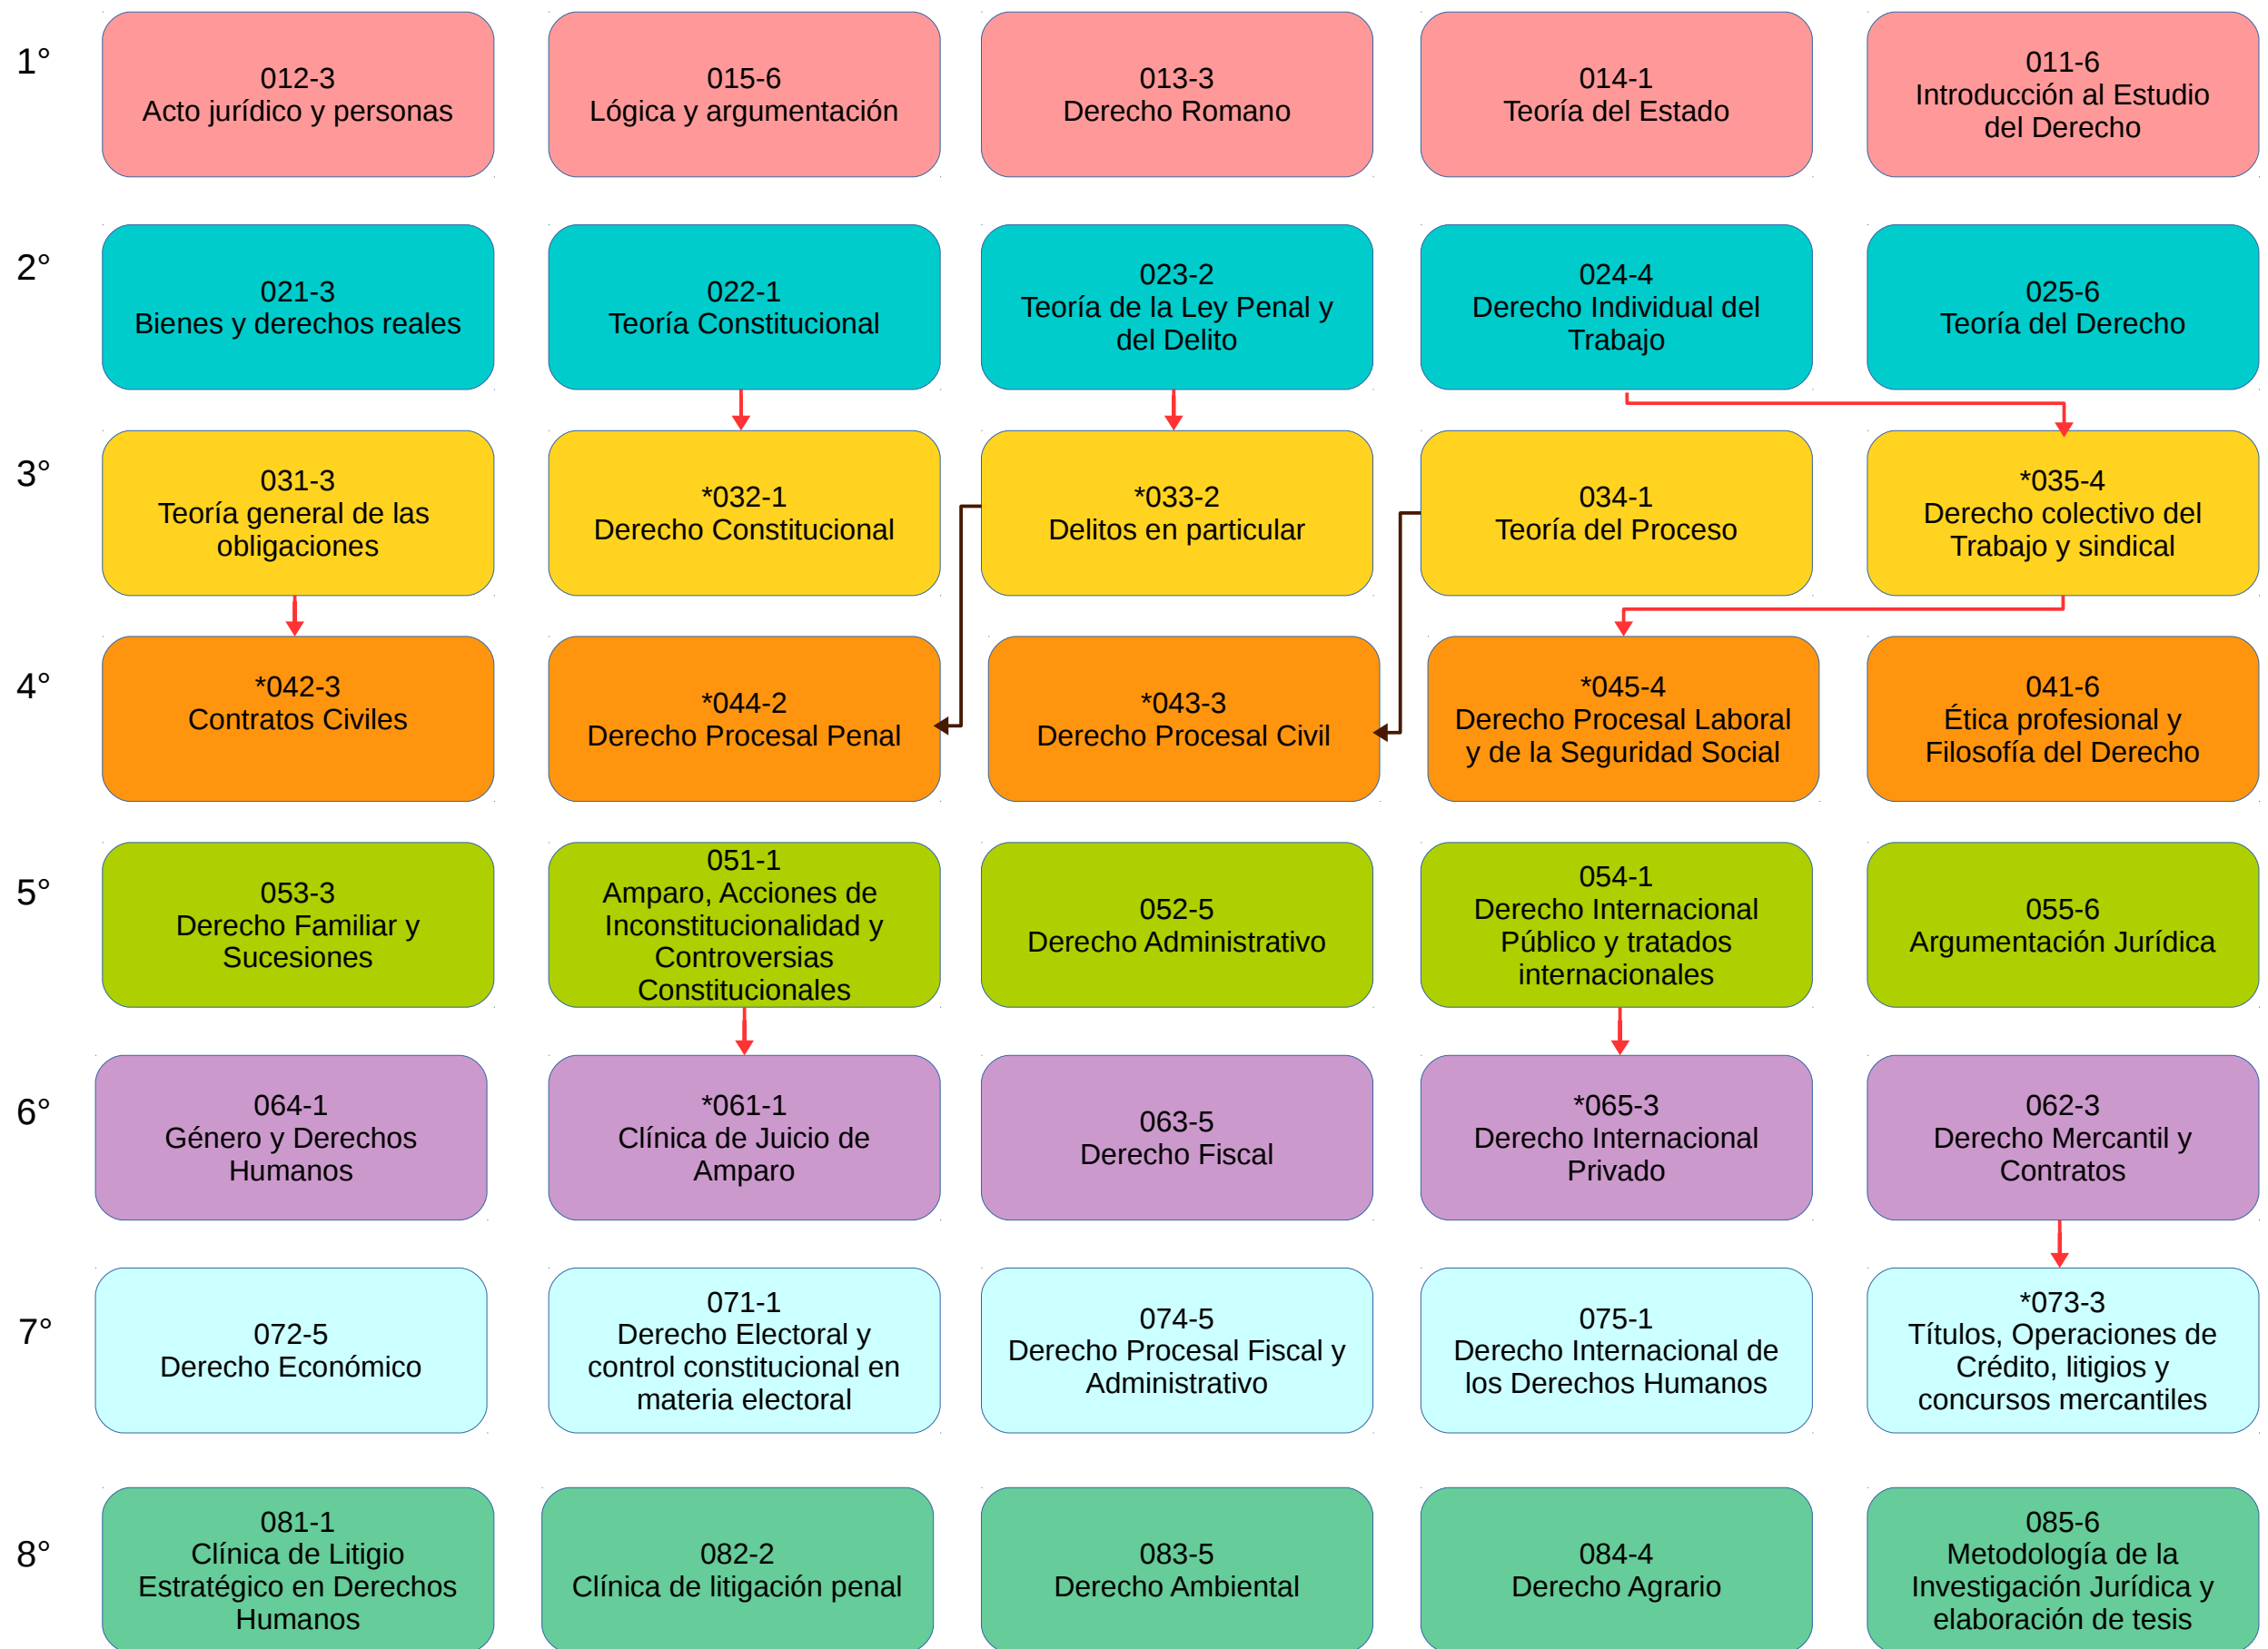 1°
012-3
Acto jurídico y personas
015-6
Lógica y argumentación
013-3
Derecho Romano
014-1
Teoría del Estado
011-6
Introducción al Estudio
del Derecho
2°
021-3
Bienes y derechos reales
022-1
Teoría Constitucional
023-2
Teoría de la Ley Penal y
del Delito
024-4
Derecho Individual del
Trabajo
025-6
Teoría del Derecho
3°
031-3
Teoría general de las
obligaciones
*032-1
Derecho Constitucional
*033-2
Delitos en particular
034-1
Teoría del Proceso
*035-4
Derecho colectivo del
Trabajo y sindical
4°
*042-3
Contratos Civiles
*044-2
Derecho Procesal Penal
*043-3
Derecho Procesal Civil
*045-4
Derecho Procesal Laboral
y de la Seguridad Social
041-6
Ética profesional y
Filosofía del Derecho
5°
053-3
Derecho Familiar y
Sucesiones
051-1
Amparo, Acciones de
Inconstitucionalidad y
Controversias
Constitucionales
052-5
Derecho Administrativo
054-1
Derecho Internacional
Público y tratados
internacionales
055-6
Argumentación Jurídica
6°
064-1
Género y Derechos
Humanos
*061-1
Clínica de Juicio de
Amparo
063-5
Derecho Fiscal
*065-3
Derecho Internacional
Privado
062-3
Derecho Mercantil y
Contratos
7°
072-5
Derecho Económico
071-1
Derecho Electoral y
control constitucional en
materia electoral
074-5
Derecho Procesal Fiscal y
Administrativo
075-1
Derecho Internacional de
los Derechos Humanos
*073-3
Títulos, Operaciones de
Crédito, litigios y
concursos mercantiles
8°
081-1
Clínica de Litigio
Estratégico en Derechos
Humanos
082-2
Clínica de litigación penal
083-5
Derecho Ambiental
084-4
Derecho Agrario
085-6
Metodología de la
Investigación Jurídica y
elaboración de tesis